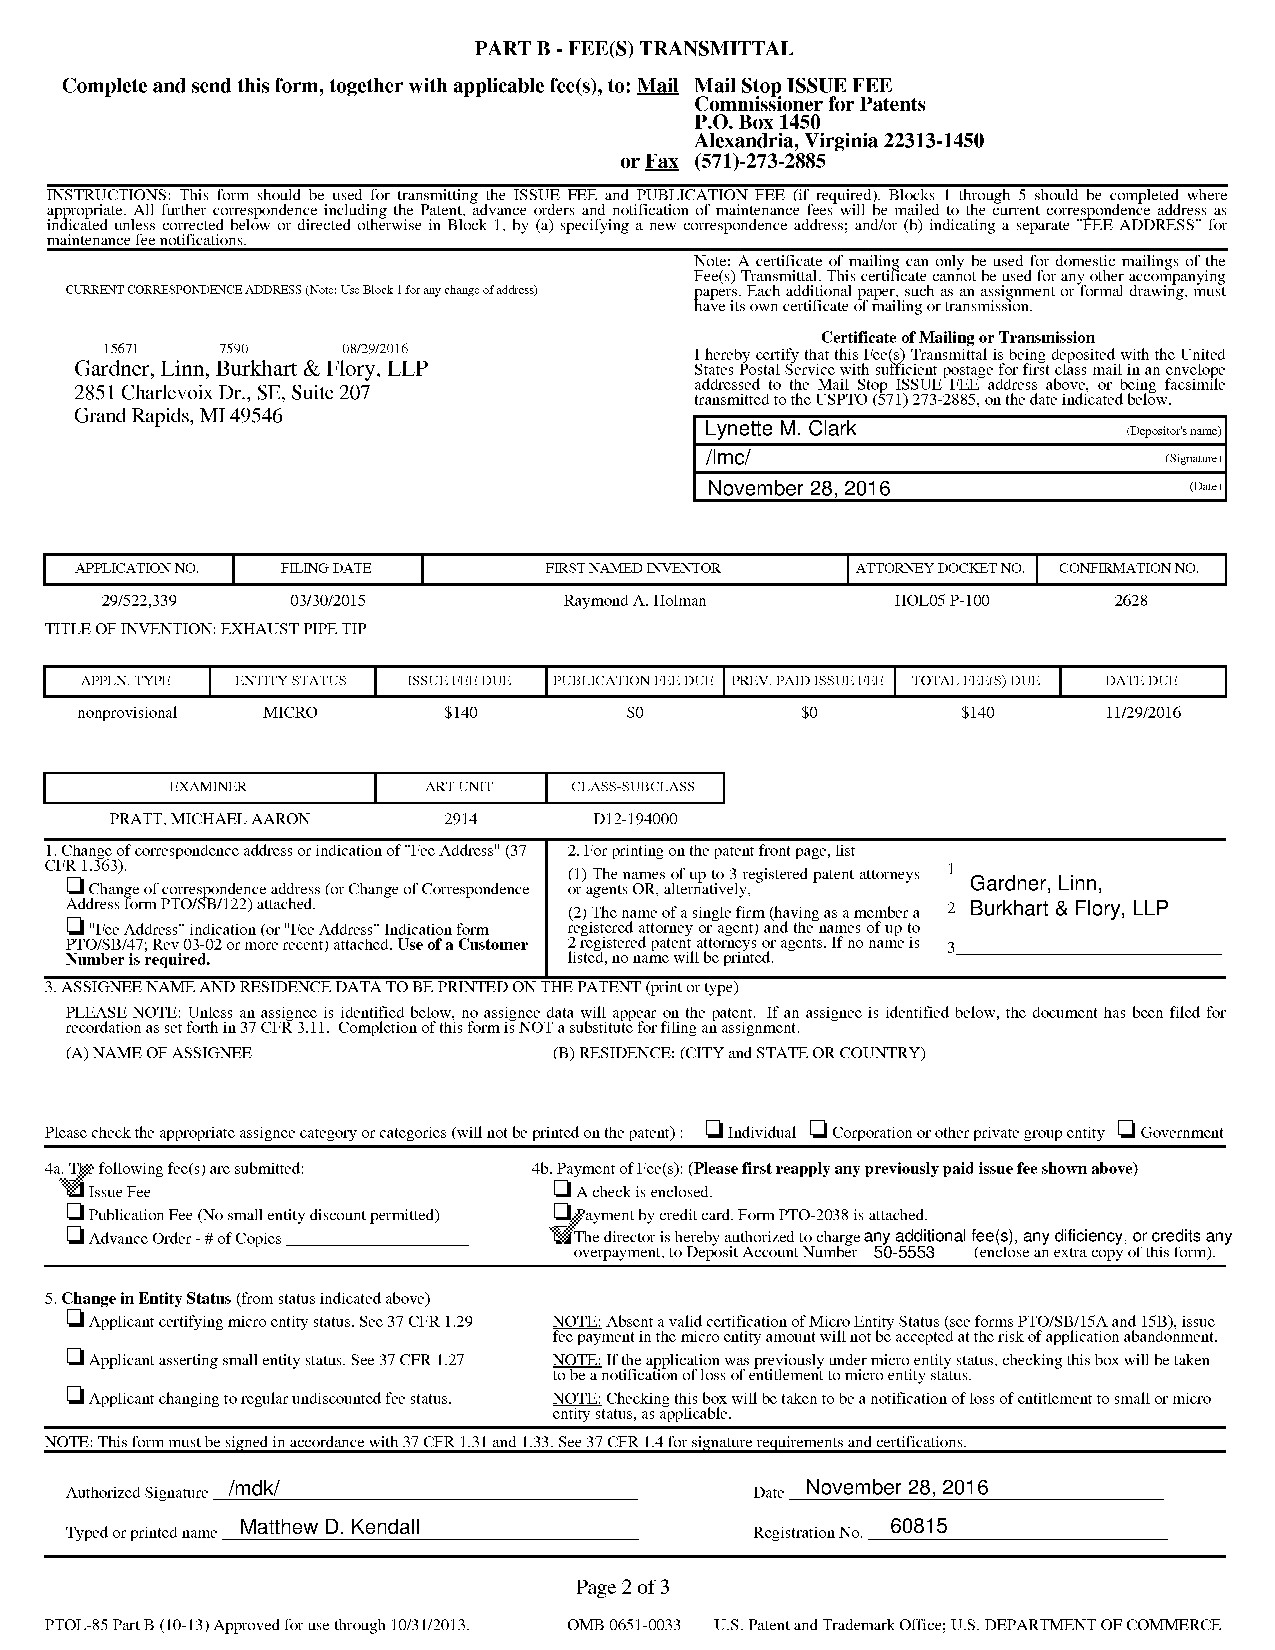 PART B - FEE(S) TRANSMITTAL
Complete and send this form, together with applicable fee(s), to: Mail Mail Stop ISSUE FEE
Commissioner for Patents
P.O. Box 1450
Alexandria, Virginia 22313-1450
or Fax (571)-273-2885
INSTRUCTIONS: This form should be used for transmitting the ISSUE FEE and PUBLICATION FEE (if required). Blocks 1 through 5 should be completed where
appropriate. All further correspondence including the Patent, advance orders and notification of maintenance fees will be mailed to the current correspondence address as
indicated unless corrected below or directed otherwise in Block 1, by (a) specifying a new correspondence address; and/or (b) indicating a separate "FEE ADDRESS" for
maintenance fee notifications.
CURRENT CORRESPONDENCE ADDRESS (Note: Use Block 1 for any change of address)
15671 7590 08/29/2016
Gardner, Linn, Burkhart & Flory, LLP
2851 Charlevoix Dr., SE, Suite 207
Grand Rapids, MI 49546
Note: A certificate of mailing can only be used for domestic mailings of the
Fee(s) Transmittal. This certificate cannot be used for any other accompanying
papers. Each additional paper, such as an assignment or formal drawing, must
have its own certificate of mailing or transmission.
Certificate of Mailing or Transmission
I hereby certify that this Fee(s) Transmittal is being deposited with the United
States Postal Service with sufficient postage for first class mail in an envelope
addressed to the Mail Stop ISSUE FEE address above, or being facsimile
transmitted to the USPTO (571) 273-2885, on the date indicated below.
Lynette M. Clark (Depositor's name)
/lmc/ (Signature)
November 28, 2016 (Date)
APPLICATION NO. FILING DATE FIRST NAMED INVENTOR ATTORNEY DOCKET NO. CONFIRMATION NO.
29/522,339 03/30/2015 Raymond A. Holman HOL05 P-100 2628
TITLE OF INVENTION: EXHAUST PIPE TIP
APPLN. TYPE ENTITY STATUS ISSUE FEE DUE PUBLICATION FEE DUE PREV. PAID ISSUE FEE TOTAL FEE(S) DUE DATE DUE
nonprovisional MICRO $140 $0 $0 $140 11/29/2016
EXAMINER ART UNIT CLASS-SUBCLASS
PRATT, MICHAEL AARON 2914 D12-194000
1. Change of correspondence address or indication of "Fee Address" (37
CFR 1.363).
Change of correspondence address (or Change of Correspondence
Address form PTO/SB/122) attached.
"Fee Address" indication (or "Fee Address" Indication form
PTO/SB/47; Rev 03-02 or more recent) attached. Use of a Customer
Number is required.
2. For printing on the patent front page, list
(1) The names of up to 3 registered patent attorneys
or agents OR, alternatively,
(2) The name of a single firm (having as a member a
registered attorney or agent) and the names of up to
2 registered patent attorneys or agents. If no name is
listed, no name will be printed.
1 Gardner, Linn,
2 Burkhart & Flory, LLP
3
3. ASSIGNEE NAME AND RESIDENCE DATA TO BE PRINTED ON THE PATENT (print or type)
PLEASE NOTE: Unless an assignee is identified below, no assignee data will appear on the patent. If an assignee is identified below, the document has been filed for
recordation as set forth in 37 CFR 3.11. Completion of this form is NOT a substitute for filing an assignment.
(A) NAME OF ASSIGNEE (B) RESIDENCE: (CITY and STATE OR COUNTRY)
Please check the appropriate assignee category or categories (will not be printed on the patent) : Individual Corporation or other private group entity Government
4a. The following fee(s) are submitted:
Issue Fee
Publication Fee (No small entity discount permitted)
Advance Order - # of Copies
4b. Payment of Fee(s): (Please first reapply any previously paid issue fee shown above)
A check is enclosed.
Payment by credit card. Form PTO-2038 is attached.
The director is hereby authorized to charge any additional fee(s), any dificiency, or credits any
overpayment, to Deposit Account Number 50-5553 (enclose an extra copy of this form).
5. Change in Entity Status (from status indicated above)
Applicant certifying micro entity status. See 37 CFR 1.29
NOTE: Absent a valid certification of Micro Entity Status (see forms PTO/SB/15A and 15B), issue
fee payment in the micro entity amount will not be accepted at the risk of application abandonment.
Applicant asserting small entity status. See 37 CFR 1.27
NOTE: If the application was previously under micro entity status, checking this box will be taken
to be a notification of loss of entitlement to micro entity status.
Applicant changing to regular undiscounted fee status.
NOTE: Checking this box will be taken to be a notification of loss of entitlement to small or micro
entity status, as applicable.
NOTE: This form must be signed in accordance with 37 CFR 1.31 and 1.33. See 37 CFR 1.4 for signature requirements and certifications.
Authorized Signature /mdk/ Date November 28, 2016
Typed or printed name Matthew D. Kendall Registration No. 60815
Page 2 of 3
PTOL-85 Part B (10-13) Approved for use through 10/31/2013. OMB 0651-0033 U.S. Patent and Trademark Office; U.S. DEPARTMENT OF COMMERCE